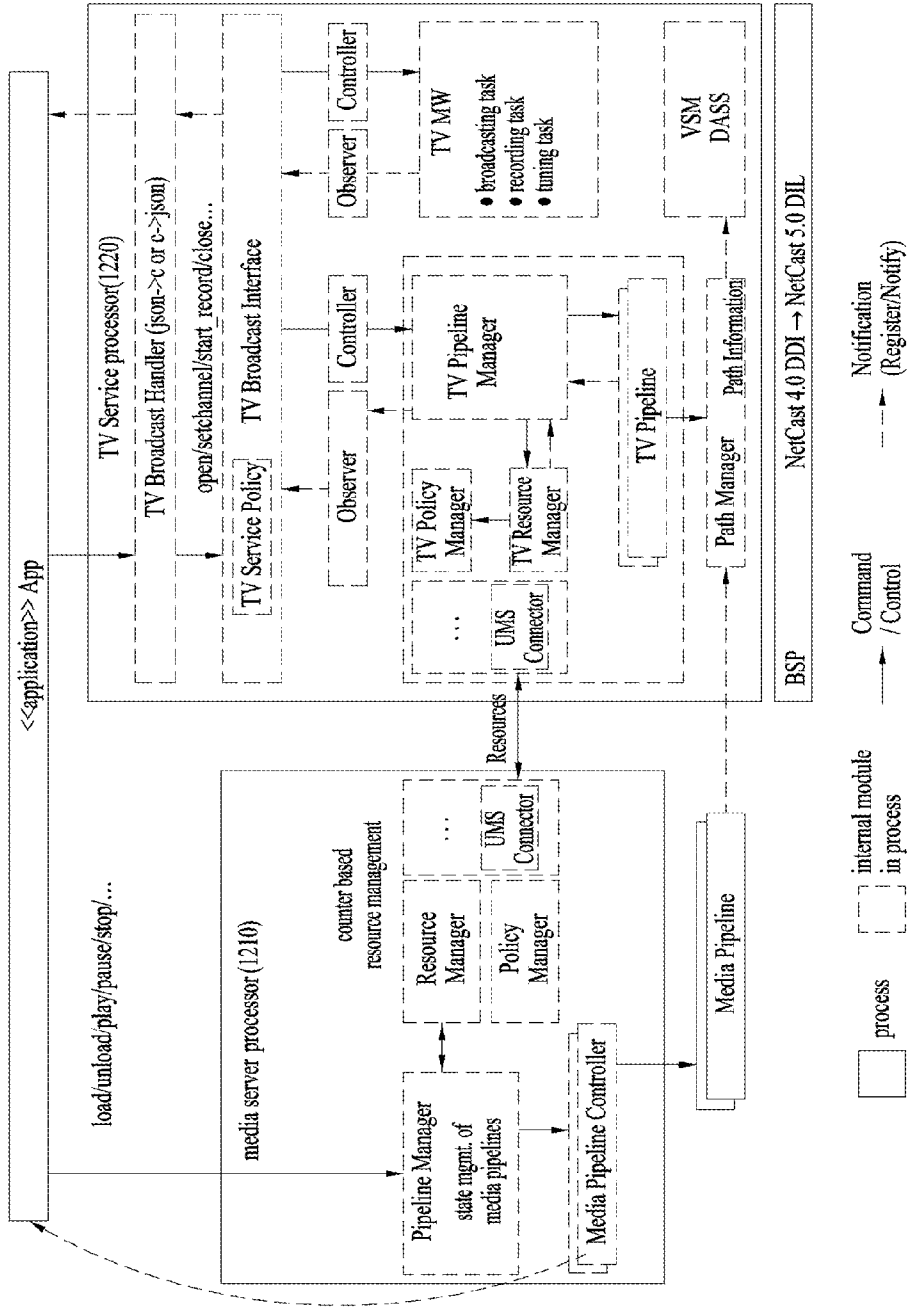 <<application>> App
load/unload/play/pause/stop/...
media server processor (1210)
counter based
resource management
Pipeline Manager
state mgmt. of
media pipelines
Resource
Manager
Policy
Manager
...
UMS
Connector
Media Pipeline Controller
Media Pipeline
Resources
TV Service processor(1220)
TV Broadcast Handler (json->c or c->json)
open/setchannel/start_record/close...
TV Service Policy
TV Broadcast Interface
Observer
Controller
Observer
Controller
...
UMS
Connector
TV Policy
Manager
TV Resource
Manager
TV Pipeline
Manager
TV Pipeline
TV MW
● broadcasting task
● recording task
● tuning task
Path Manager
Path Information
VSM
DASS
BSP
NetCast 4.0 DDI → NetCast 5.0 DIL
process
internal module
in process
Command
/ Control
Notification
(Register/Notify)